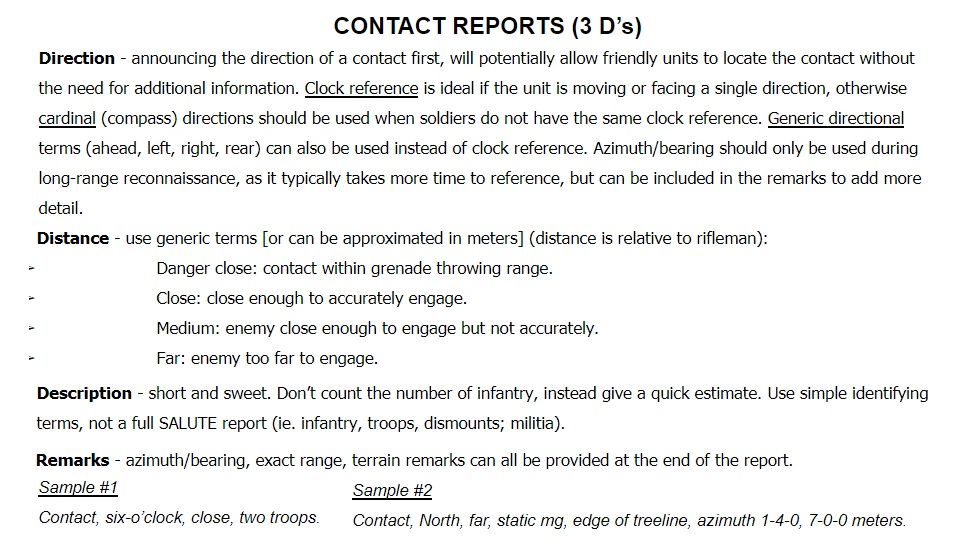 CONTACT REPORTS (3 D’s)
Direction - announcing the direction of a contact first, will potentially allow friendly units to locate the contact without
the need for additional information. Clock reference is ideal if the unit is moving or facing a single direction, otherwise
cardinal (compass) directions should be used when soldiers do not have the same clock reference. Generic directional
terms (ahead, left, right, rear) can also be used instead of clock reference. Azimuth/bearing should only be used during
long-range reconnaissance, as it typically takes more time to reference, but can be included in the remarks to add more
detail.
Distance - use generic terms [or can be approximated in meters] (distance is relative to rifleman):
➢ Danger close: contact within grenade throwing range.
➢ Close: close enough to accurately engage.
➢ Medium: enemy close enough to engage but not accurately.
➢ Far: enemy too far to engage.
Description - short and sweet. Don’t count the number of infantry, instead give a quick estimate. Use simple identifying
terms, not a full SALUTE report (ie. infantry, troops, dismounts; militia).
Remarks - azimuth/bearing, exact range, terrain remarks can all be provided at the end of the report.
Sample #1
Contact, six-o’clock, close, two troops.
Sample #2
Contact, North, far, static mg, edge of treeline, azimuth 1-4-0, 7-0-0 meters.